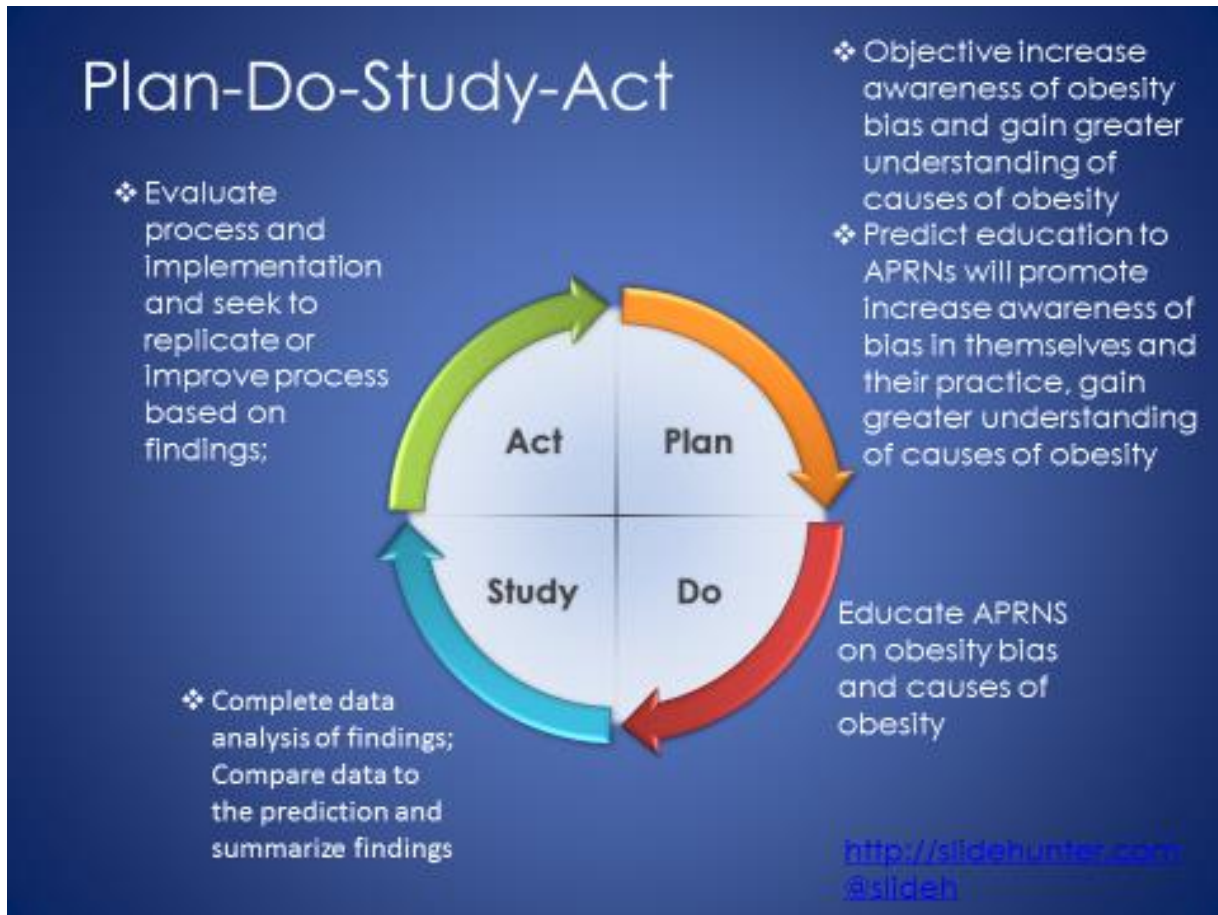 Plan-Do-Study-Act
❖ Objective increase
awareness of obesity
bias and gain greater
understanding of
causes of obesity
❖ Predict education to
APRNs will promote
increase awareness of
bias in themselves and
their practice, gain
greater understanding
of causes of obesity
❖ Evaluate
process and
implementation
and seek to
replicate or
improve process
based on
findings;
Act
Plan
Study
Do
Educate APRNS
on obesity bias
and causes of
obesity
❖ Complete data
analysis of findings;
Compare data to
the prediction and
summarize findings
http://slidehunter.com
@slideh